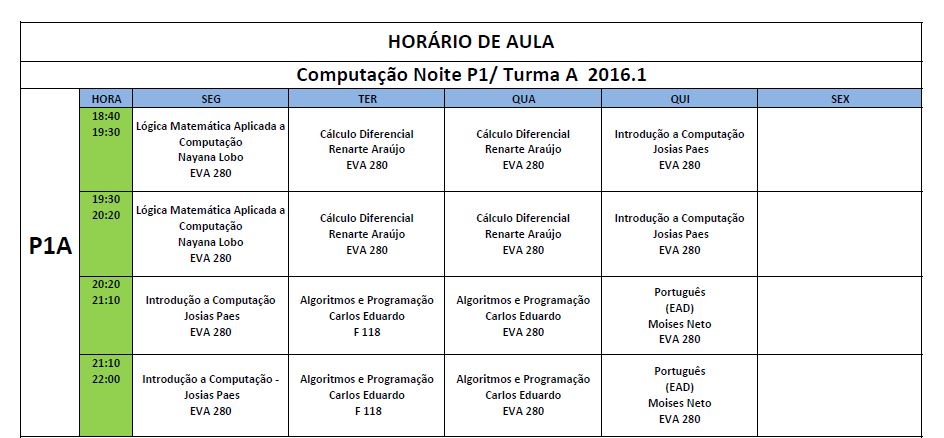 HORÁRIO DE AULA
Computação Noite P1/ Turma A 2016.1
HORA SEG TER QUA QUI SEX
P1A
18:40
19:30
Lógica Matemática Aplicada a
Computação
Nayana Lobo
EVA 280
Cálculo Diferencial
Renarte Araújo
EVA 280
Cálculo Diferencial
Renarte Araújo
EVA 280
Introdução a Computação
Josias Paes
EVA 280
19:30
20:20
Lógica Matemática Aplicada a
Computação
Nayana Lobo
EVA 280
Cálculo Diferencial
Renarte Araújo
EVA 280
Cálculo Diferencial
Renarte Araújo
EVA 280
Introdução a Computação
Josias Paes
EVA 280
20:20
21:10
Introdução a Computação
Josias Paes
EVA 280
Algoritmos e Programação
Carlos Eduardo
F 118
Algoritmos e Programação
Carlos Eduardo
EVA 280
Português
(EAD)
Moises Neto
EVA 280
21:10
22:00
Introdução a Computação -
Josias Paes
EVA 280
Algoritmos e Programação
Carlos Eduardo
F 118
Algoritmos e Programação
Carlos Eduardo
EVA 280
Português
(EAD)
Moises Neto
EVA 280